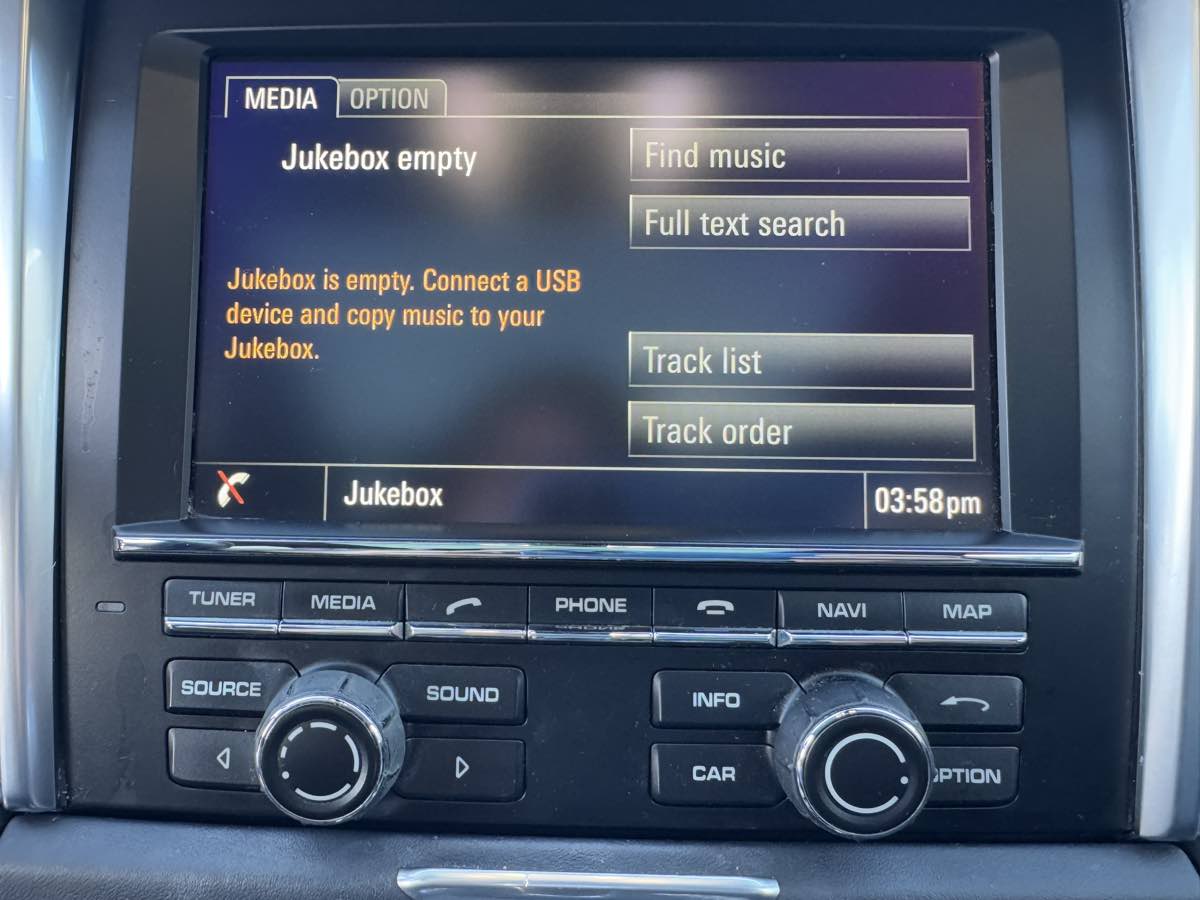 MEDIA OPTION
Jukebox empty
Find music
Full text search
Jukebox is empty. Connect a USB
device and copy music to your
Jukebox.
Track list
Track order
Jukebox
03:58pm
TUNER MEDIA PHONE NAVI MAP
SOURCE SOUND INFO
CAR OPTION